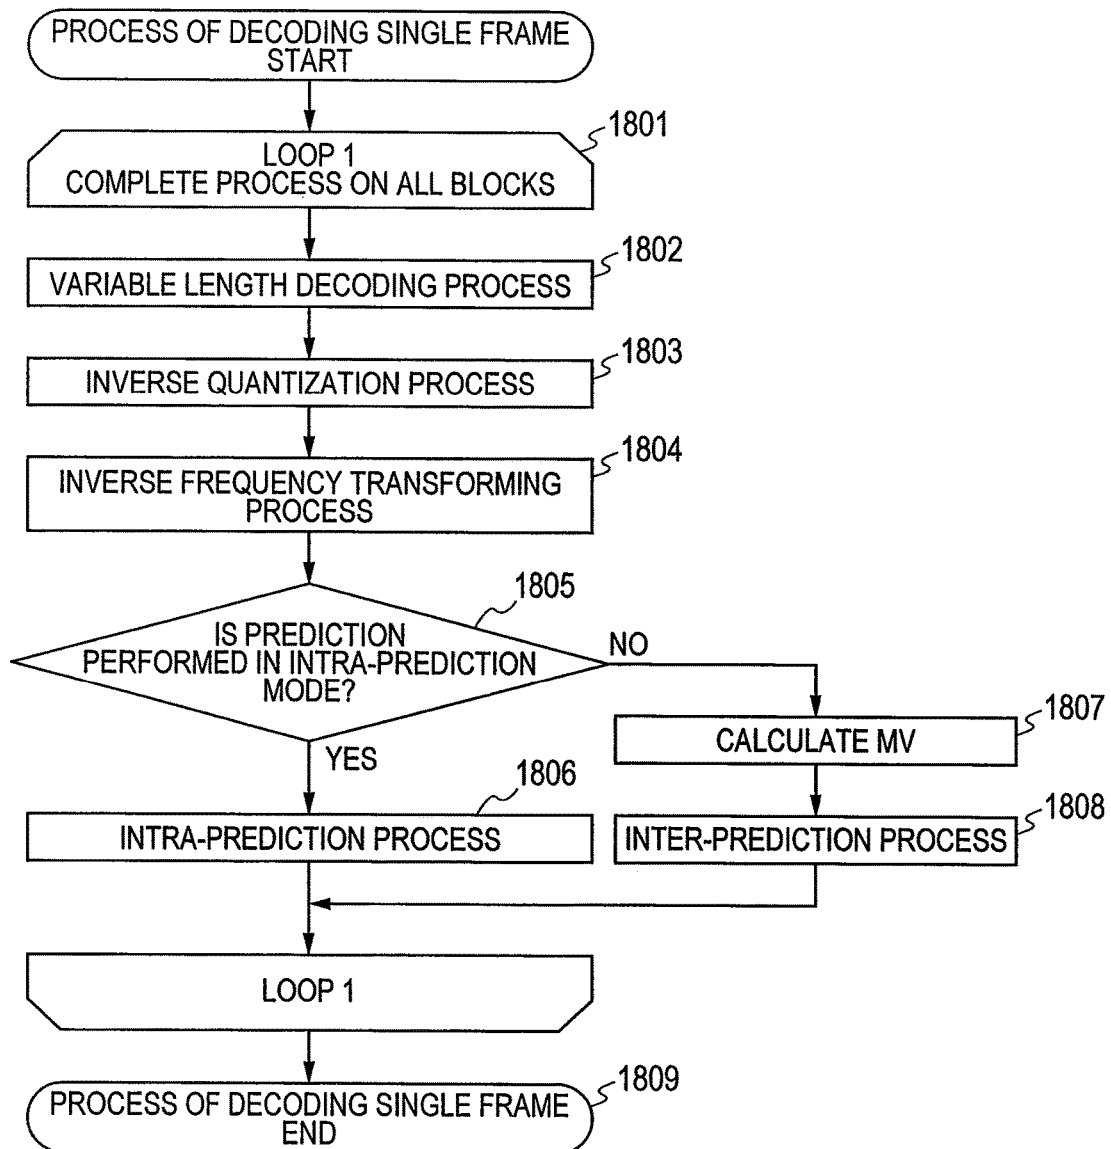 PROCESS OF DECODING SINGLE FRAME
START
1801
LOOP 1
COMPLETE PROCESS ON ALL BLOCKS
1802
VARIABLE LENGTH DECODING PROCESS
1803
INVERSE QUANTIZATION PROCESS
1804
INVERSE FREQUENCY TRANSFORMING
PROCESS
1805
IS PREDICTION
PERFORMED IN INTRA-PREDICTION
MODE?
NO
1807
CALCULATE MV
YES
1806
INTRA-PREDICTION PROCESS
1808
INTER-PREDICTION PROCESS
LOOP 1
1809
PROCESS OF DECODING SINGLE FRAME
END